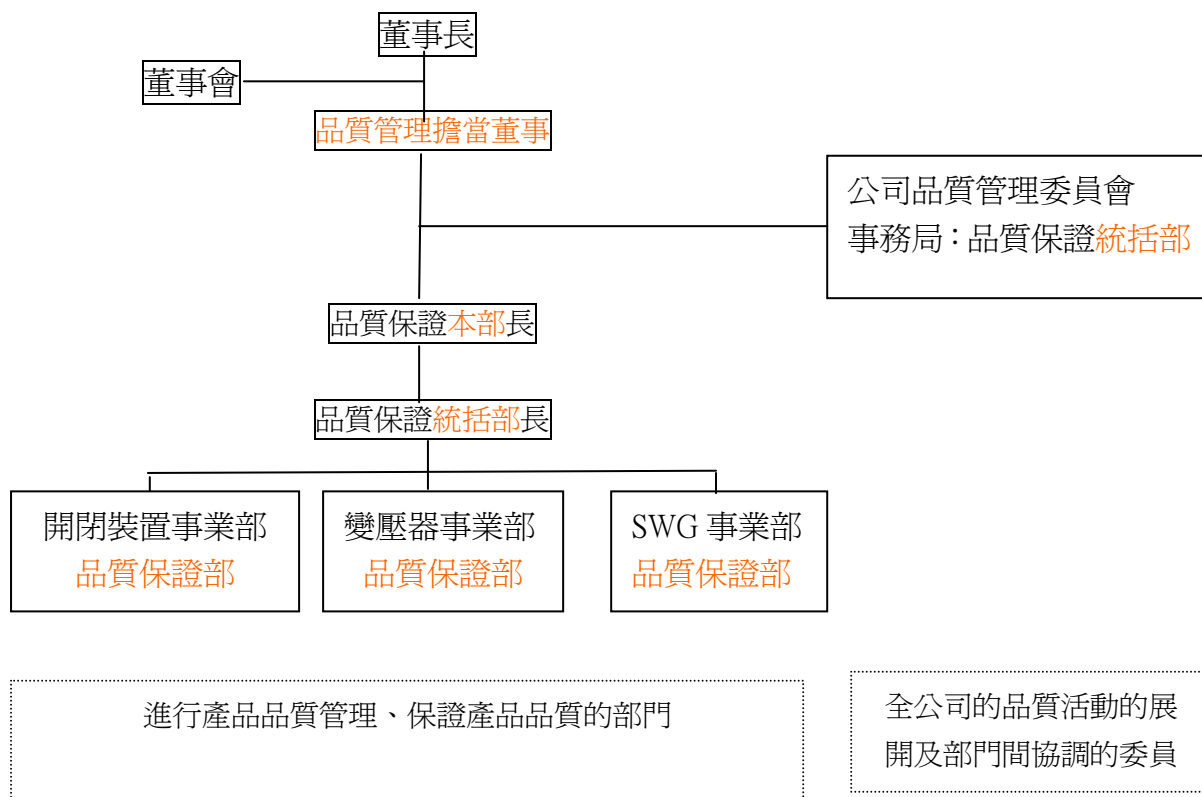 董事長
董事會
品質管理擔當董事
公司品質管理委員會
事務局：品質保證統括部
品質保證本部長
品質保證統括部長
開閉裝置事業部
品質保證部
變壓器事業部
品質保證部
SWG 事業部
品質保證部
進行產品品質管理、保證產品品質的部門
全公司的品質活動的展
開及部門間協調的委員